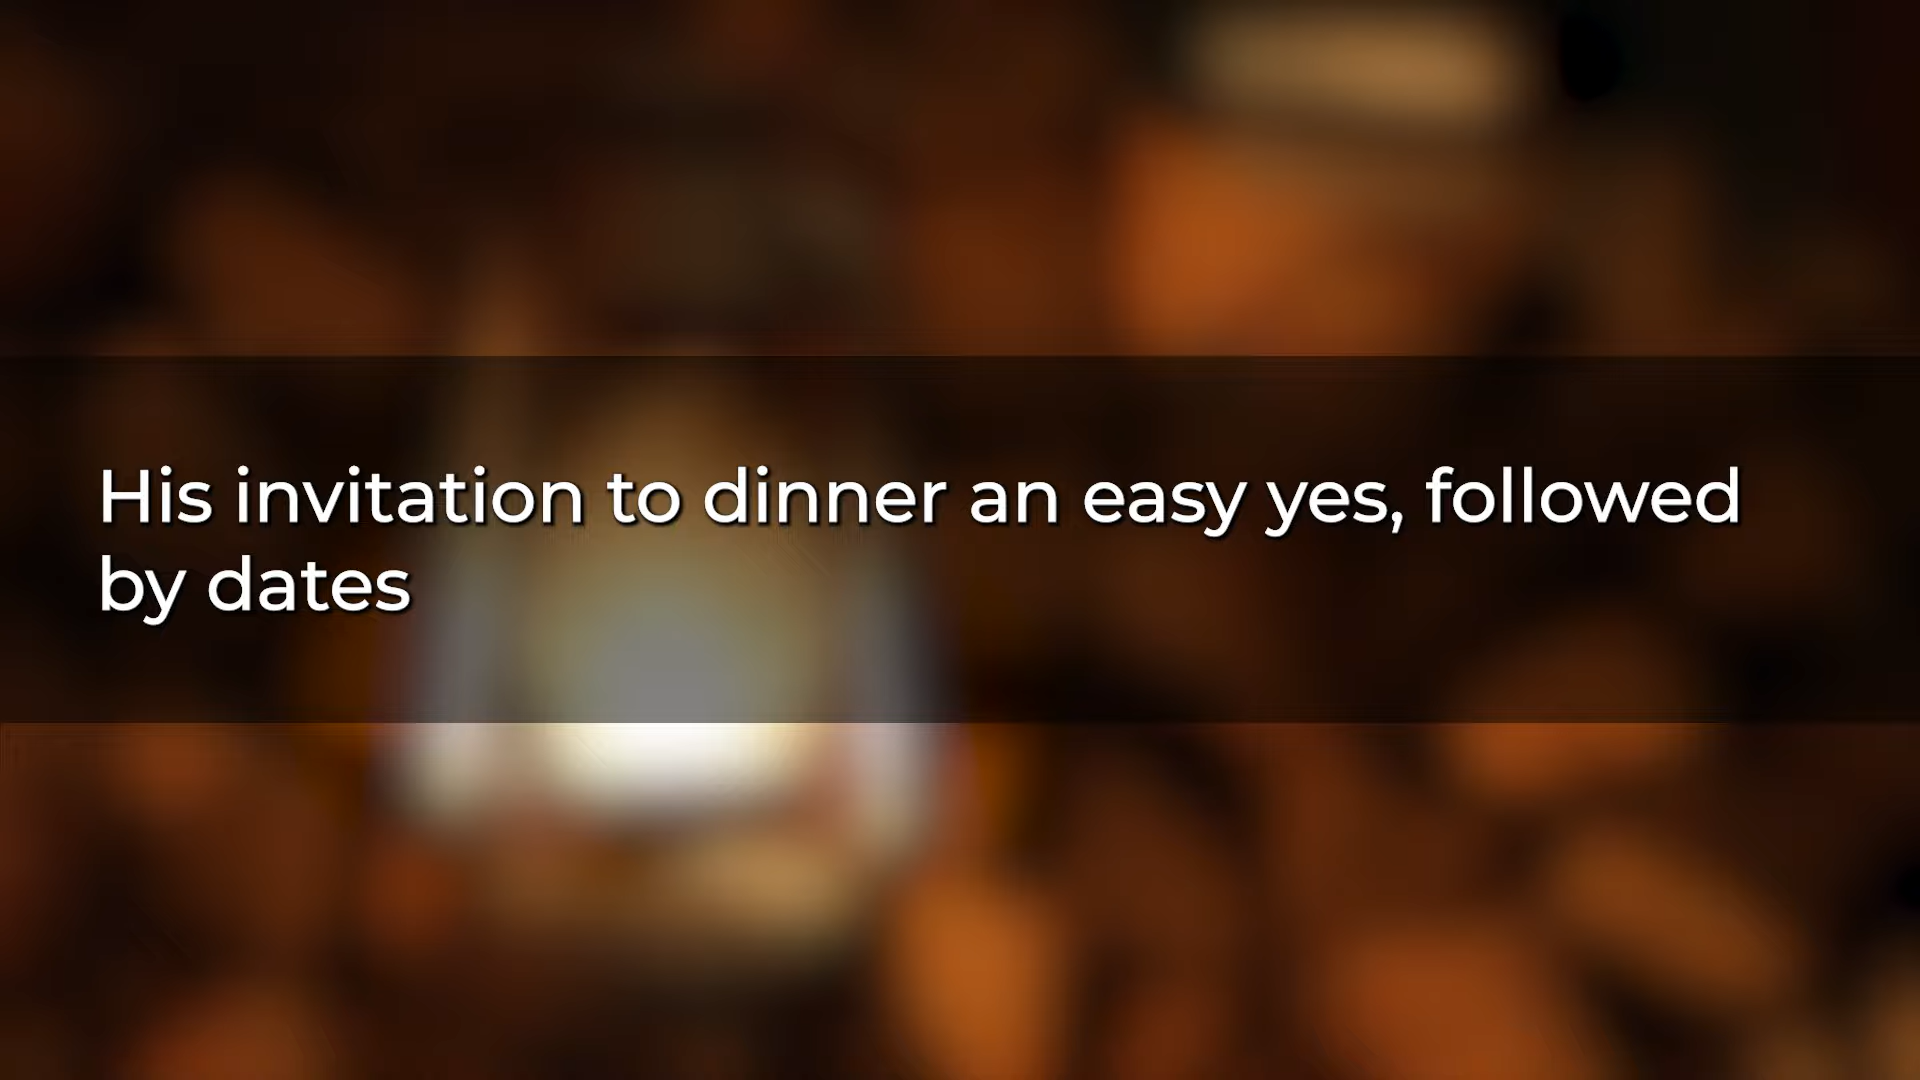 His invitation to dinner an easy yes, followed
by dates